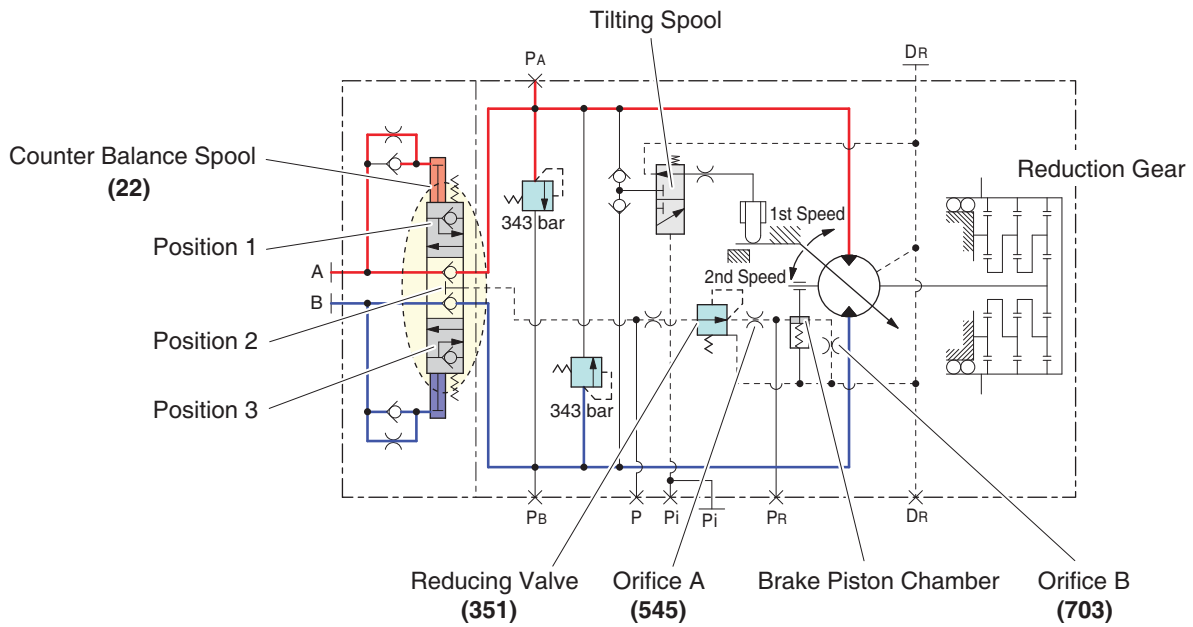 Tilting Spool
PA
DR
Counter Balance Spool
(22)
Reduction Gear
343 bar
1st Speed
Position 1
A
2nd Speed
B
Position 2
343 bar
Position 3
PB
P
Pi
Pi
PR
DR
Reducing Valve
(351)
Orifice A
(545)
Brake Piston Chamber
Orifice B
(703)